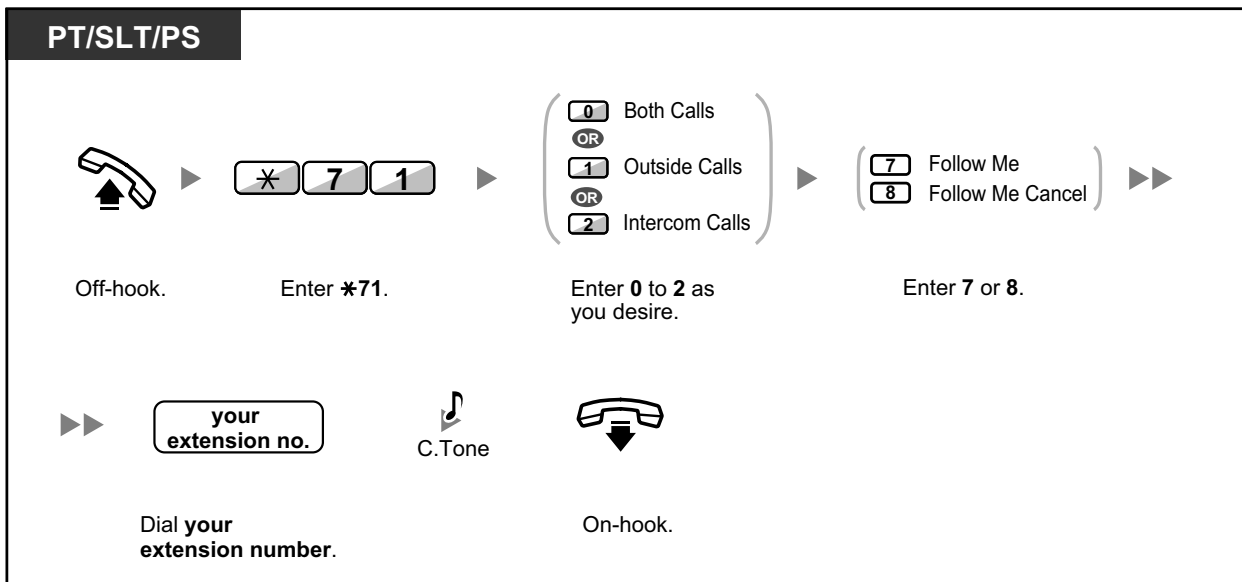 PT/SLT/PS
0 Both Calls
OR
1 Outside Calls
OR
2 Intercom Calls
＊ 7 1
7 Follow Me
8 Follow Me Cancel
Off-hook.
Enter ＊71.
Enter 0 to 2 as
you desire.
Enter 7 or 8.
your
extension no.
C.Tone
Dial your
extension number.
On-hook.